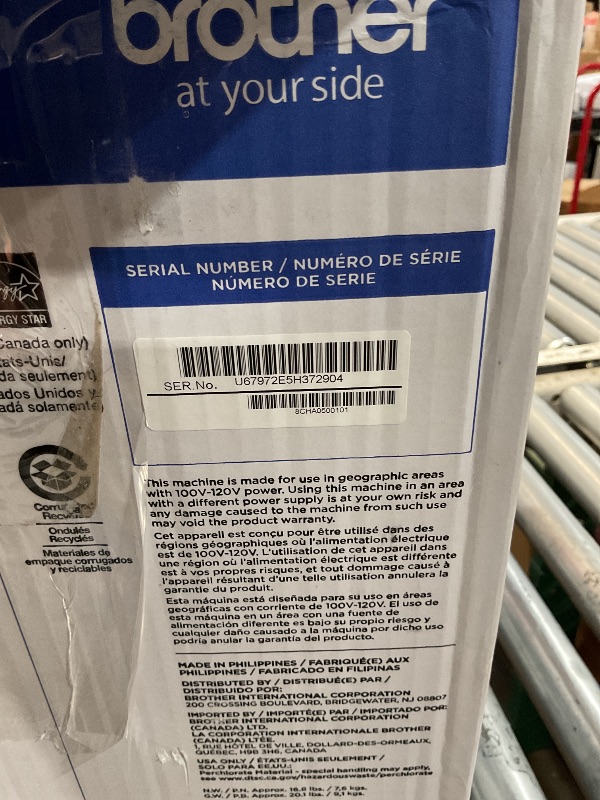 brother
at your side
SERIAL NUMBER / NUMÉRO DE SÉRIE
NÚMERO DE SERIE
SER.No. U67972E5H372904
8CHA0500101
RGY STAR
Canada only)
tats-Unis/
da seulement)
ados Unidos y
adá solamente)
Ondulés
Recyclés
Materiales de
empaque corrugados
y reciclables
This machine is made for use in geographic areas
with 100V-120V power. Using this machine in an area
with a different power supply is at your own risk and
any damage caused to the machine from such use
may void the product warranty.
Cet appareil est conçu pour être utilisé dans des
régions géographiques où l'alimentation électrique
est de 100V-120V. L'utilisation de cet appareil dans
une région où l'alimentation électrique est différente
est à vos propres risques, et tout dommage causé à
l'appareil résultant d'une telle utilisation annulera la
garantie du produit.
Esta máquina está diseñada para su uso en áreas
geográficas con corriente de 100V-120V. El uso de
esta máquina en un área con una fuente de
alimentación diferente es bajo su propio riesgo y
cualquier daño causado a la máquina por dicho uso
podría anular la garantía del producto.
MADE IN PHILIPPINES / FABRIQUÉ(E) AUX
PHILIPPINES / FABRICADO EN FILIPINAS
DISTRIBUTED BY / DISTRIBUÉ(E) PAR /
DISTRIBUIDO POR:
BROTHER INTERNATIONAL CORPORATION
200 CROSSING BOULEVARD, BRIDGEWATER, NJ 08807
IMPORTED BY / IMPORTÉ(E) PAR / IMPORTADO POR:
BROTHER INTERNATIONAL CORPORATION
(CANADA) LTD.
LA CORPORATION INTERNATIONALE BROTHER
(CANADA) LTÉE.
1, RUE HÔTEL DE VILLE, DOLLARD-DES-ORMEAUX,
QUÉBEC, H9B 3H6, CANADA
USA ONLY / ÉTATS-UNIS SEULEMENT /
SOLO PARA EE.UU.:
Perchlorate Material - special handling may apply,
see www.dtsc.ca.gov/hazardouswaste/perchlorate
N.W. / P.N. Approx. 16.8 lbs. / 7,6 kgs.
G.W. / P.B. Approx. 20.1 lbs. / 9,1 kgs.